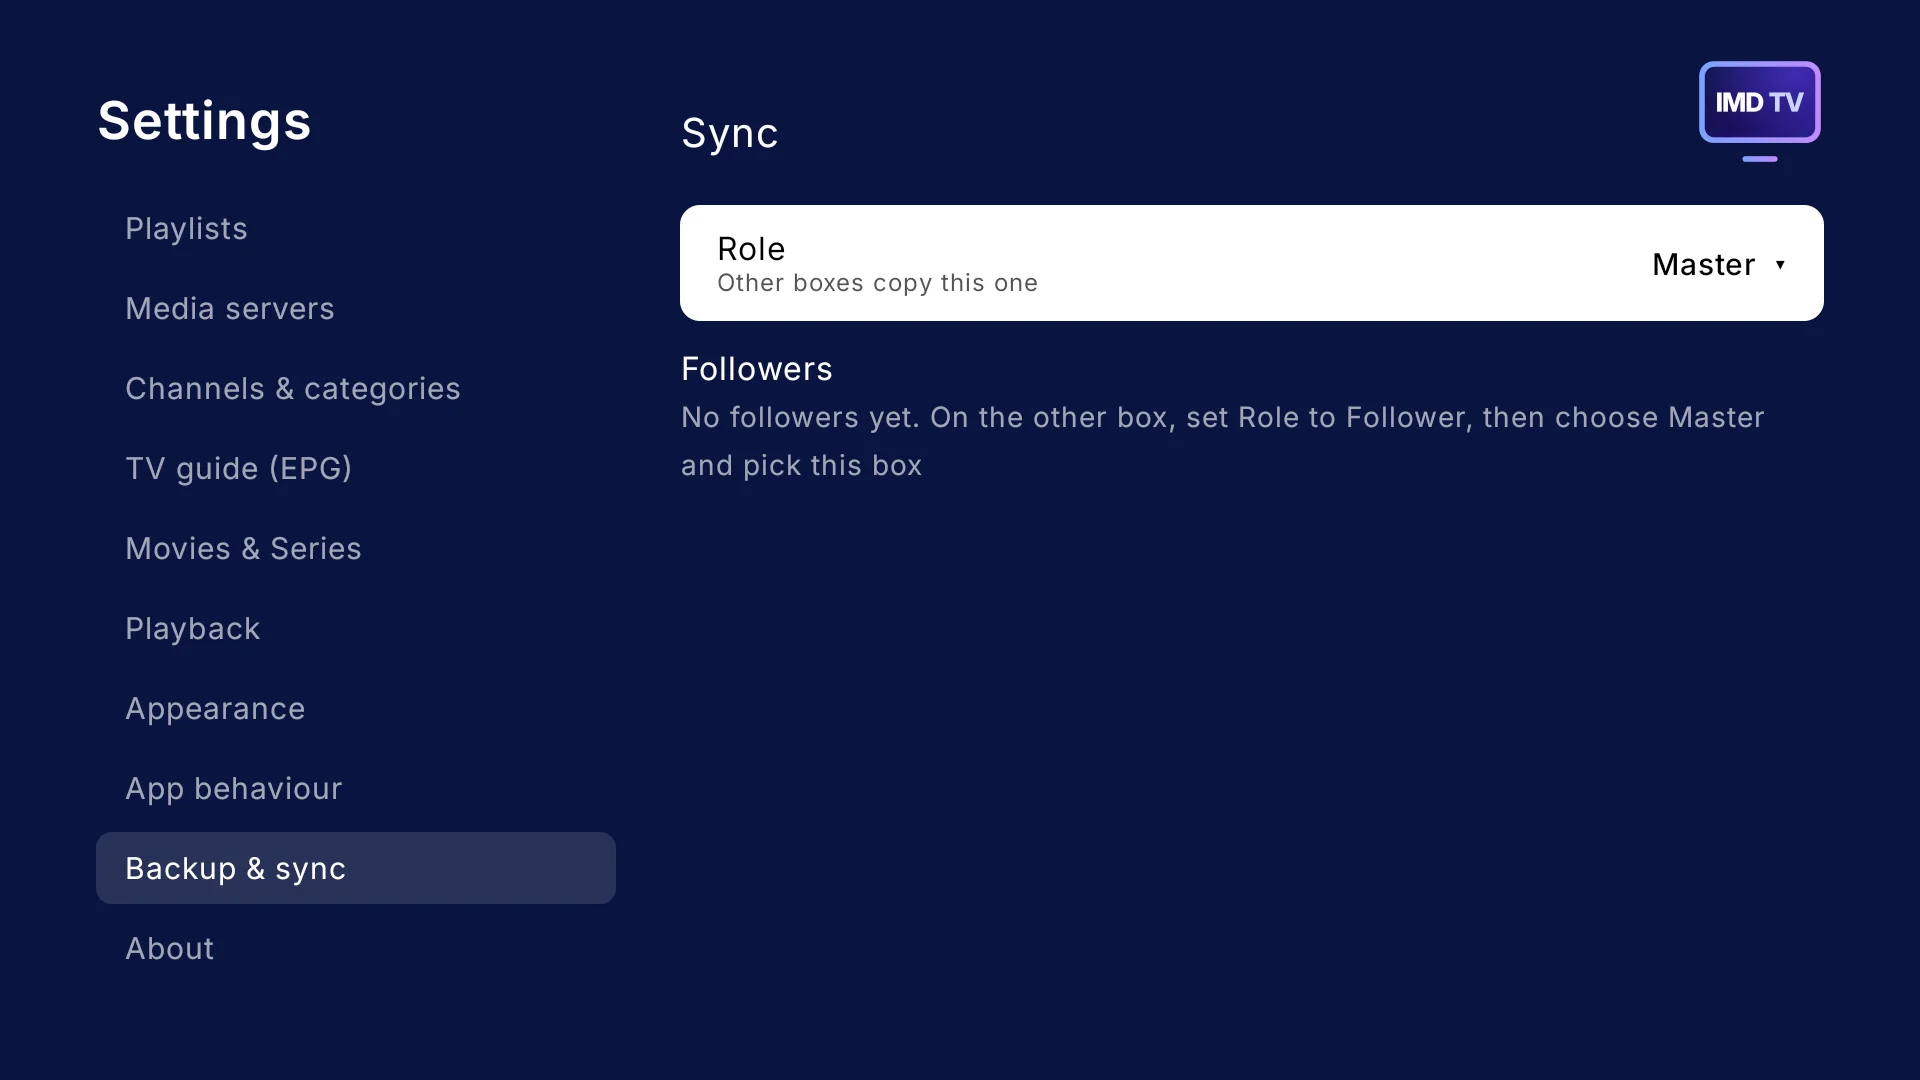 Settings
Playlists
Media servers
Channels & categories
TV guide (EPG)
Movies & Series
Playback
Appearance
App behaviour
Backup & sync
About
Sync
IMD TV
Role
Other boxes copy this one
Master ▾
Followers
No followers yet. On the other box, set Role to Follower, then choose Master
and pick this box